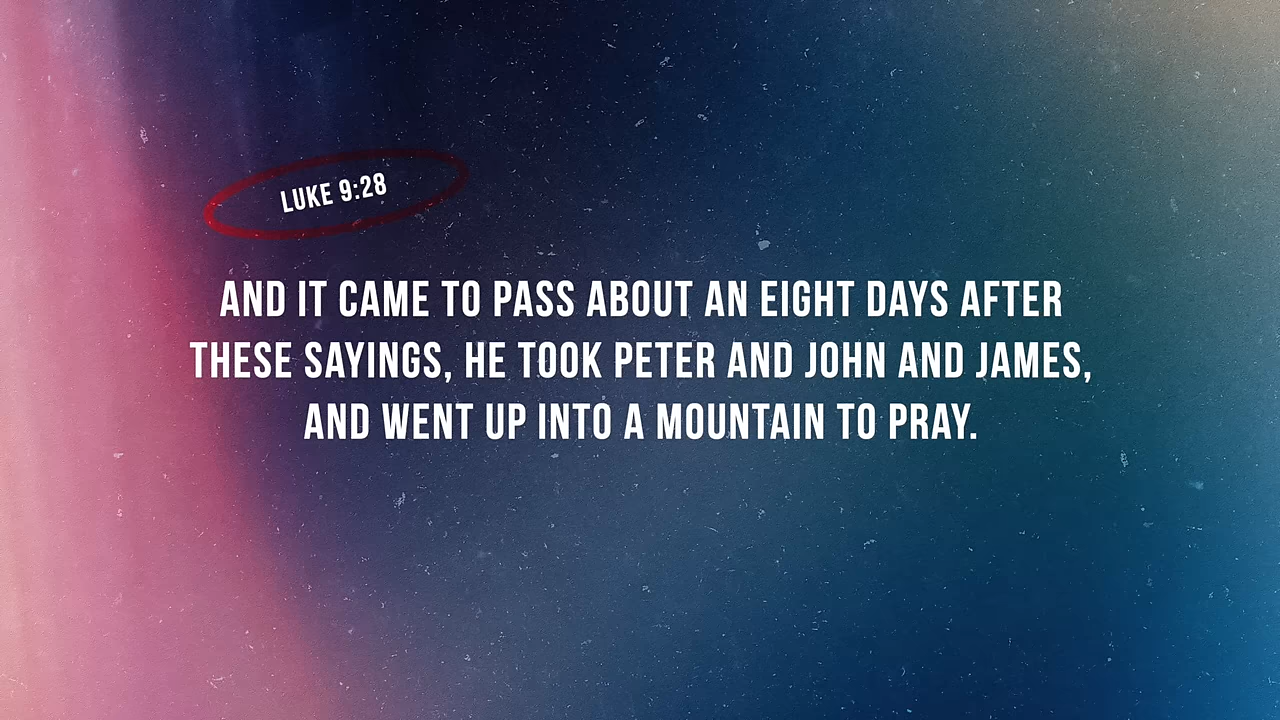 LUKE 9:28
AND IT CAME TO PASS ABOUT AN EIGHT DAYS AFTER
THESE SAYINGS, HE TOOK PETER AND JOHN AND JAMES,
AND WENT UP INTO A MOUNTAIN TO PRAY.